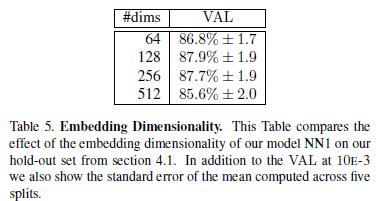 #dims VAL
64 86.8% ± 1.7
128 87.9% ± 1.9
256 87.7% ± 1.9
512 85.6% ± 2.0
Table 5. Embedding Dimensionality. This Table compares the
effect of the embedding dimensionality of our model NN1 on our
hold-out set from section 4.1. In addition to the VAL at 10E-3
we also show the standard error of the mean computed across five
splits.